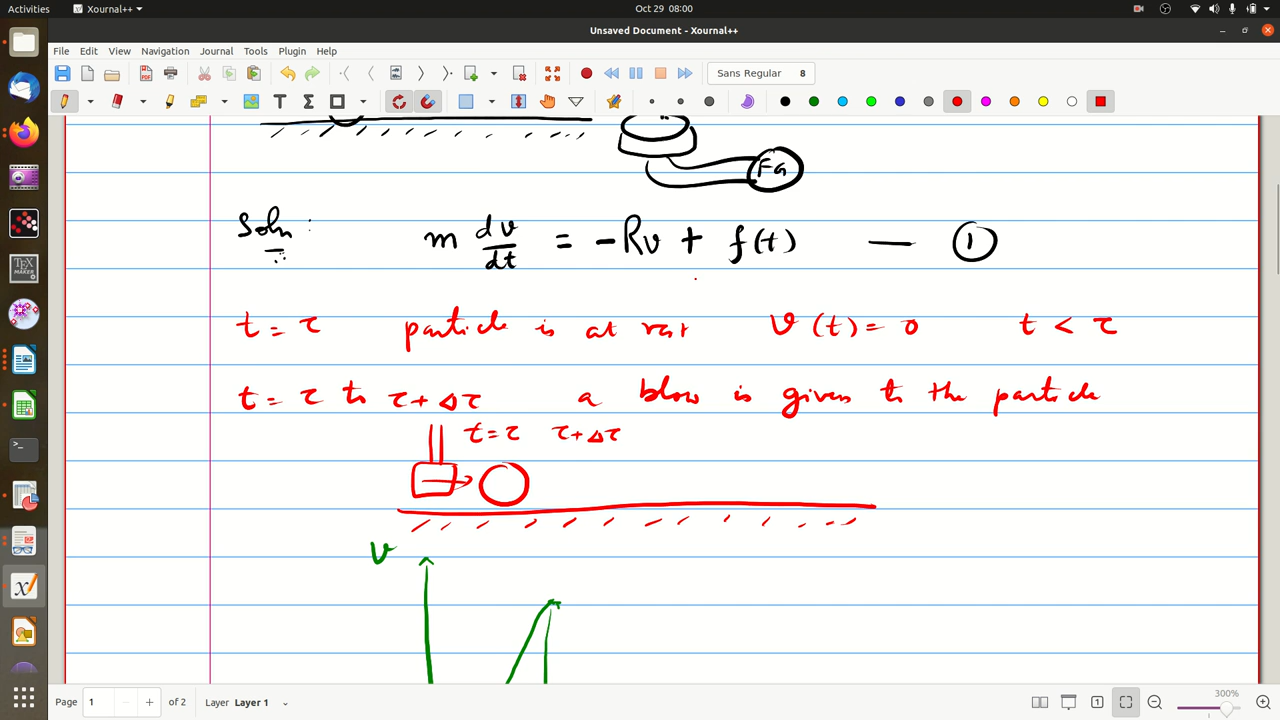 Activities
Xournal++
Oct 29 08:00
Unsaved Document - Xournal++
File Edit View Navigation Journal Tools Plugin Help
Sans Regular 8
Fa
Soln :
m dv/dt = -Rv + f(t) — ①
t = τ particle is at rest v(t) = 0 t < τ
t = τ to τ+Δτ a blow is given to the particle
t=τ τ+Δτ
V
Page 1 of 2 Layer Layer 1
300%